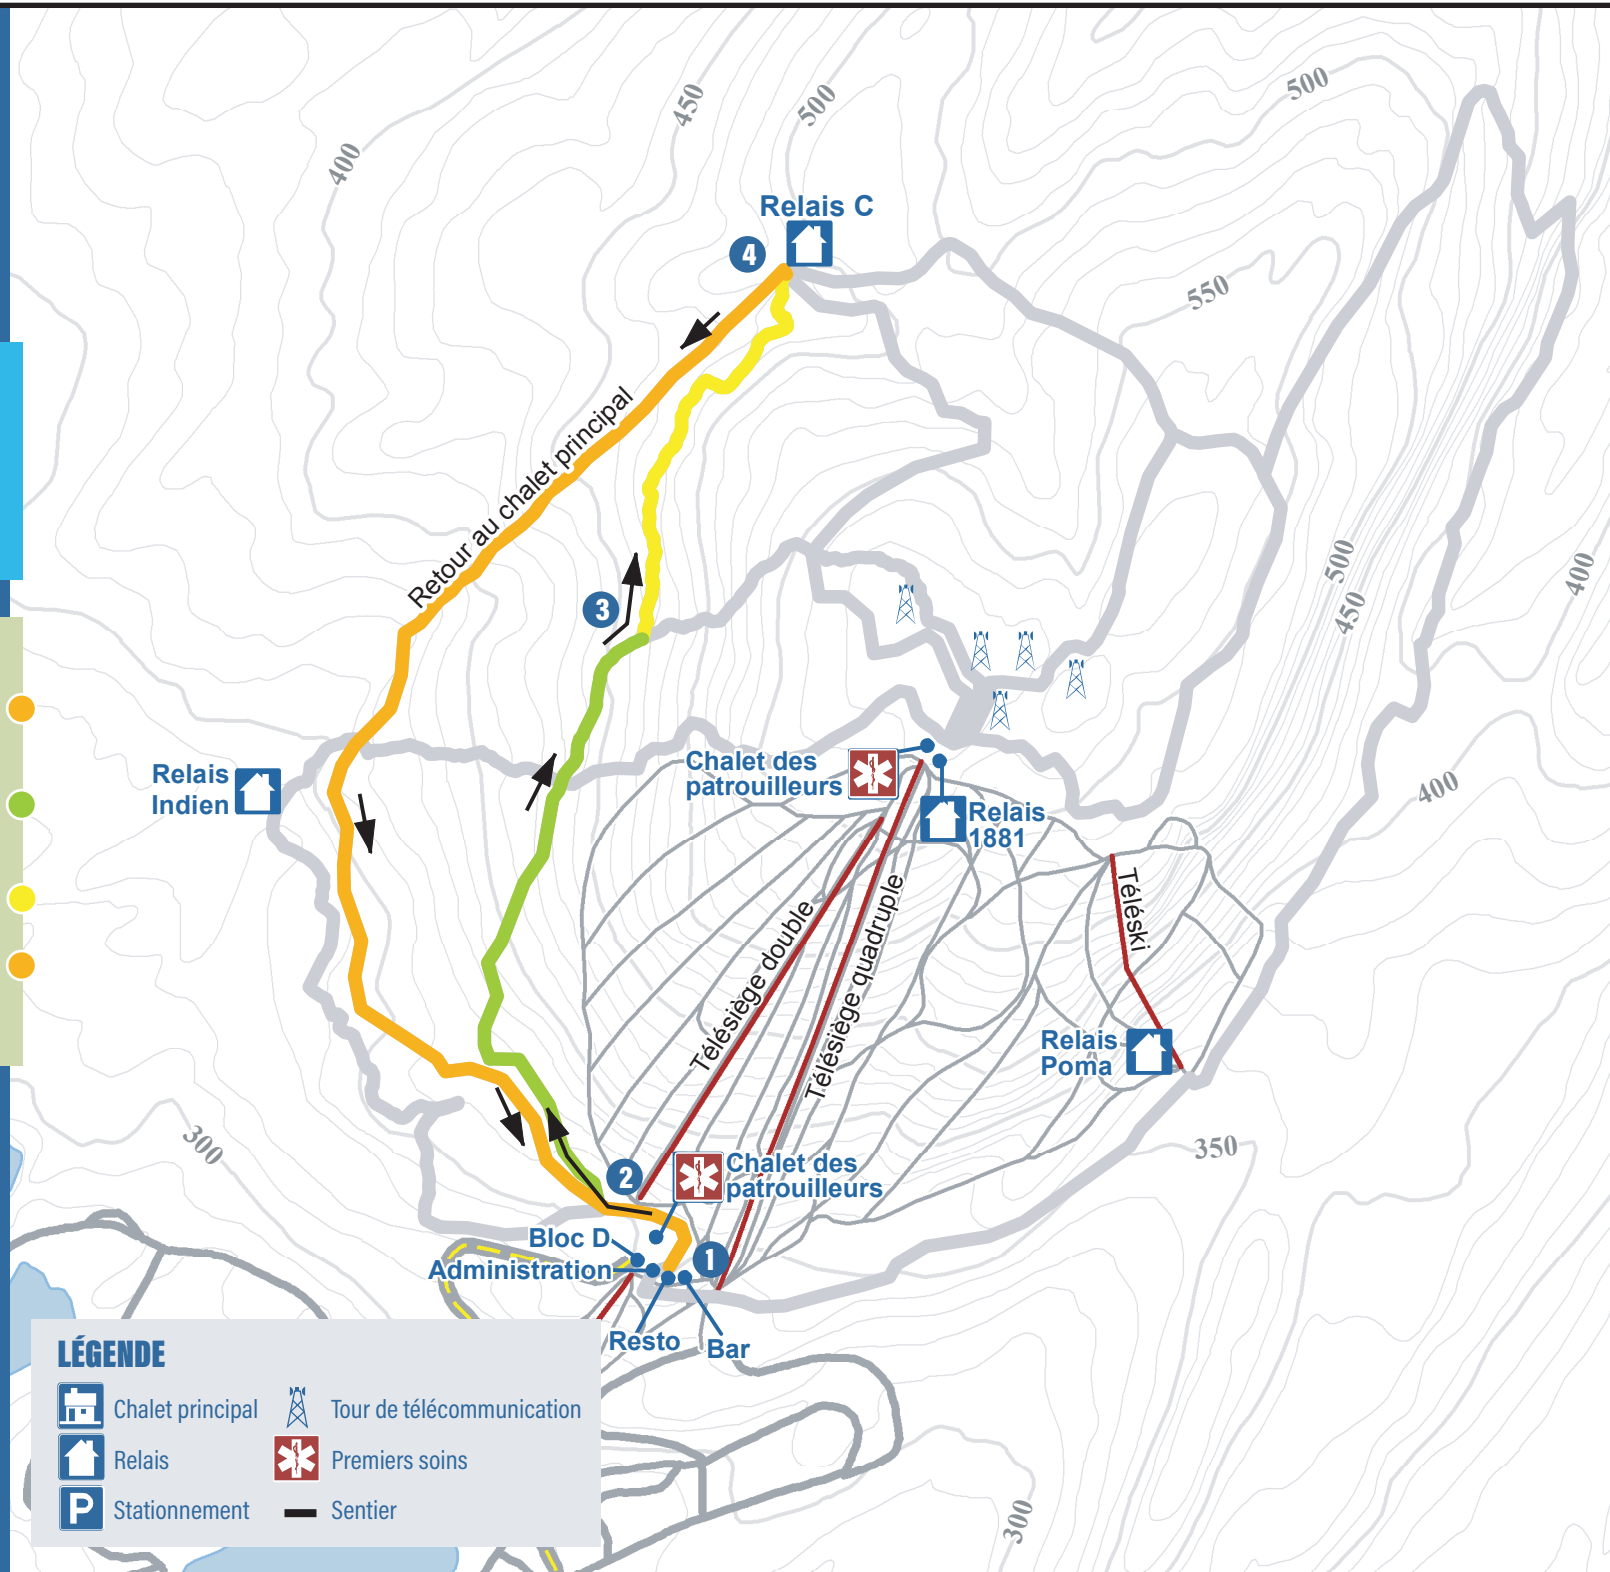 450
500
500
400
Relais C
4
550
Retour au chalet principal
500
400
450
3
Relais
Indien
Chalet des
patrouilleurs
Relais
1881
400
Téléski
Télésiège double
Télésiège quadruple
Relais
Poma
300
350
2
Chalet des
patrouilleurs
Bloc D
Administration
1
Resto
Bar
LÉGENDE
Chalet principal
Tour de télécommunication
Relais
Premiers soins
P
Stationnement
Sentier
300